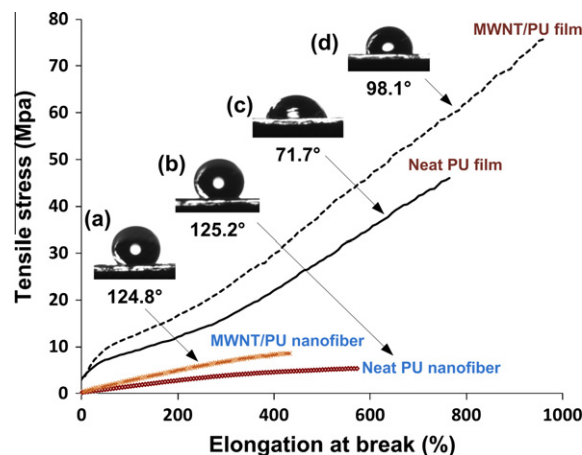 80
70
60
50
40
30
20
10
0
Tensile stress (Mpa)
0
200
400
600
800
1000
Elongation at break (%)
(a)
124.8°
(b)
125.2°
(c)
71.7°
(d)
98.1°
MWNT/PU film
Neat PU film
MWNT/PU nanofiber
Neat PU nanofiber